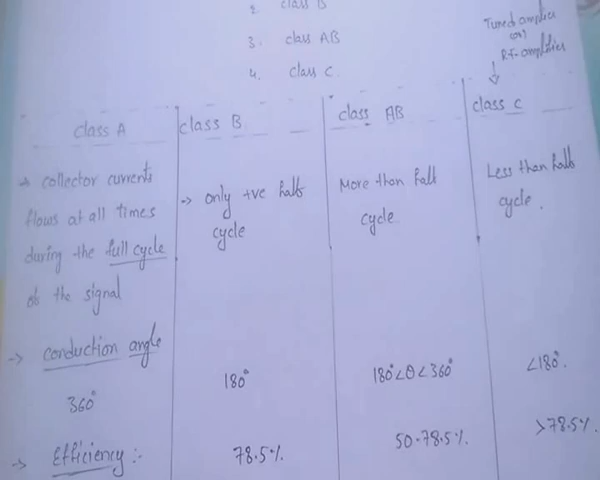 2. class B
3. class AB
4. class C.
Tuned amplifier
(or)
RF-amplifier
class A
class B
class AB
class C
→ collector currents
flows at all times
during the full cycle
of the signal
→ only +ve half
cycle
More than half
cycle
Less than half
cycle.
→ conduction angle
360°
180°
180°<θ<360°
<180°.
→ Efficiency :-
78.5%.
50-78.5%.
>78.5%